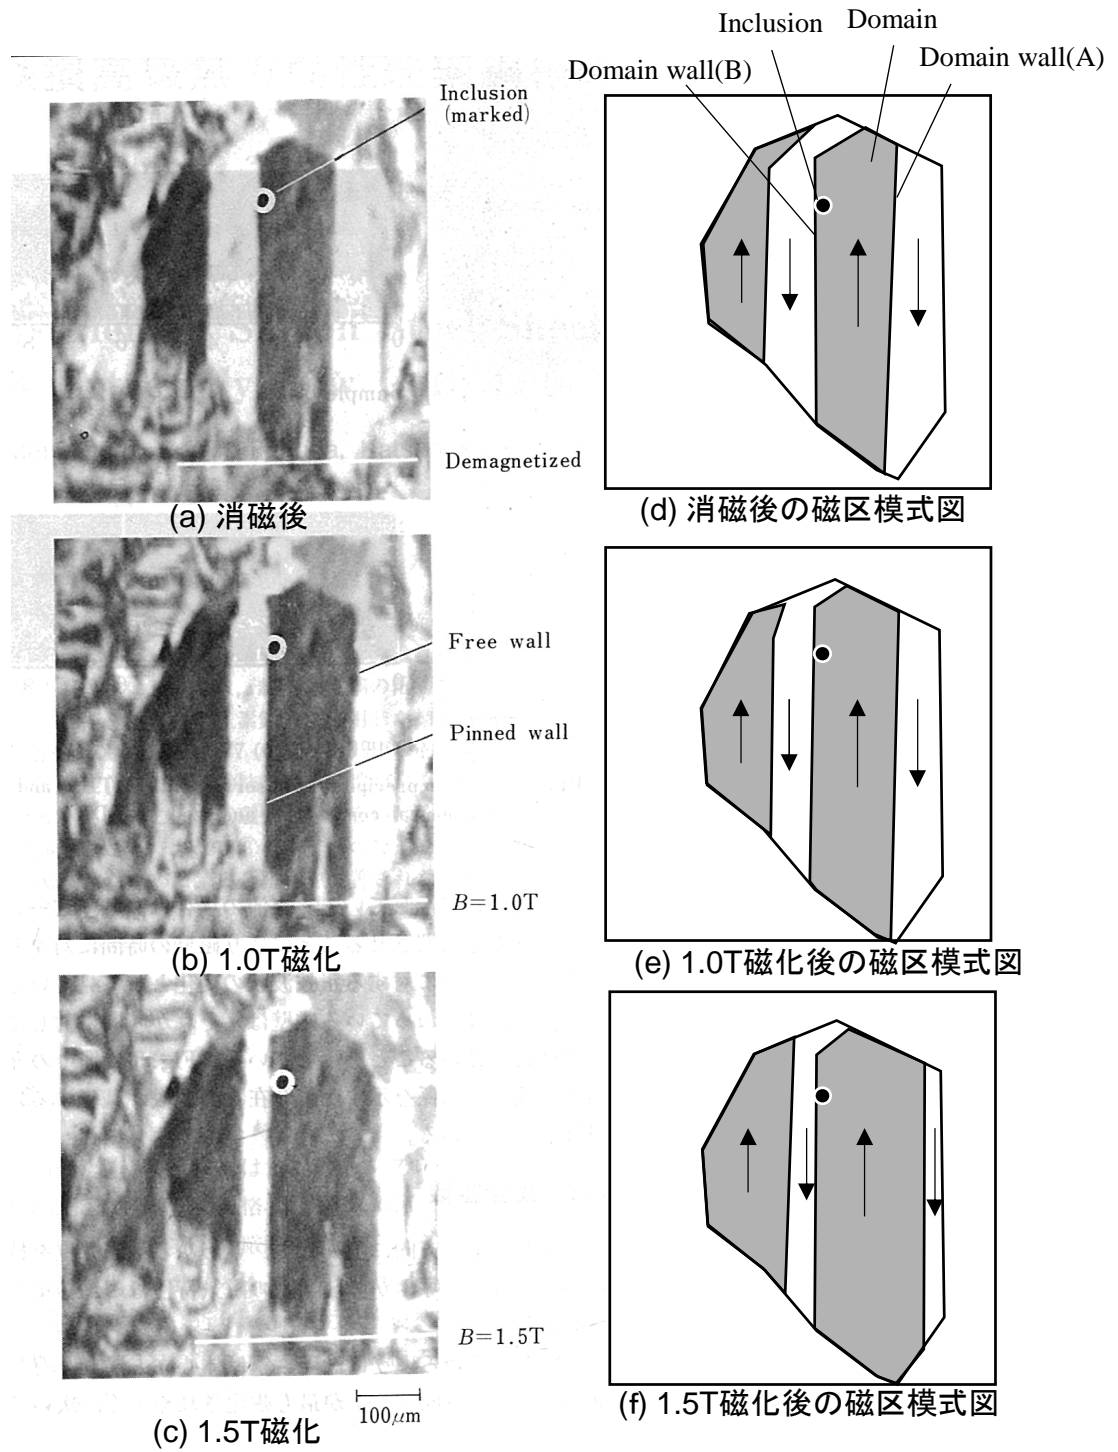 Inclusion
(marked)
Demagnetized
(a) 消磁後
Inclusion
Domain
Domain wall(B)
Domain wall(A)
(d) 消磁後の磁区模式図
Free wall
Pinned wall
B=1.0T
(b) 1.0T磁化
(e) 1.0T磁化後の磁区模式図
B=1.5T
100μm
(c) 1.5T磁化
(f) 1.5T磁化後の磁区模式図